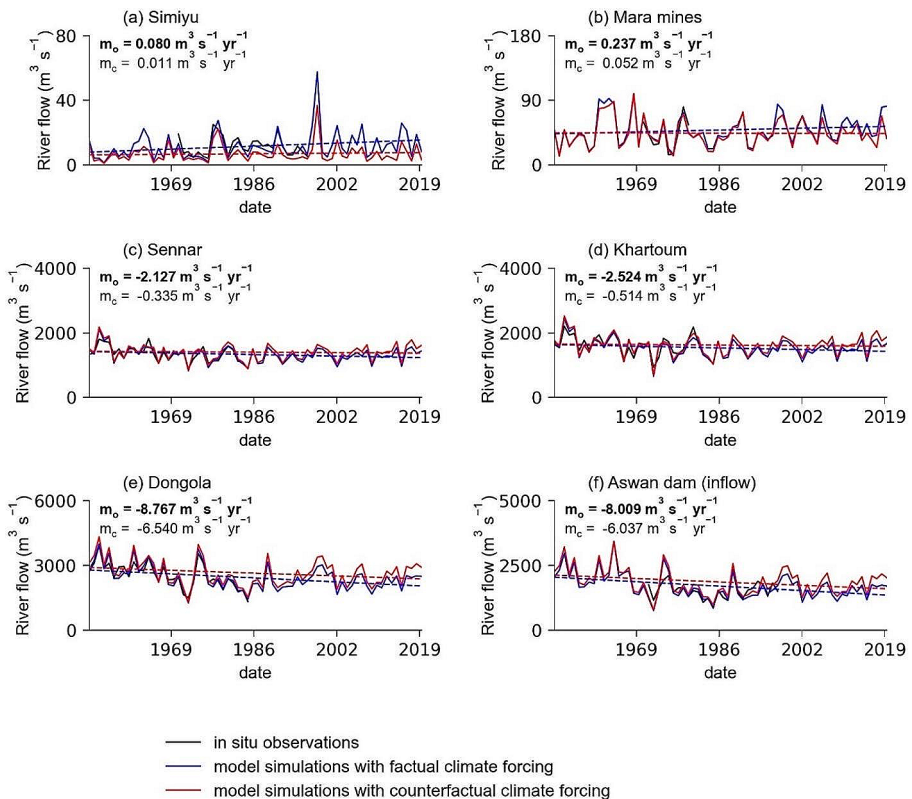 (a) Simiyu
80
40
0
River flow (m³ s⁻¹)
mₒ = 0.080 m³ s⁻¹ yr⁻¹
m꜀ = 0.011 m³ s⁻¹ yr⁻¹
1969 1986 2002 2019
date
(b) Mara mines
180
90
0
River flow (m³ s⁻¹)
mₒ = 0.237 m³ s⁻¹ yr⁻¹
m꜀ = 0.052 m³ s⁻¹ yr⁻¹
1969 1986 2002 2019
date
(c) Sennar
4000
2000
0
River flow (m³ s⁻¹)
mₒ = -2.127 m³ s⁻¹ yr⁻¹
m꜀ = -0.335 m³ s⁻¹ yr⁻¹
1969 1986 2002 2019
date
(d) Khartoum
4000
2000
0
River flow (m³ s⁻¹)
mₒ = -2.524 m³ s⁻¹ yr⁻¹
m꜀ = -0.514 m³ s⁻¹ yr⁻¹
1969 1986 2002 2019
date
(e) Dongola
6000
3000
0
River flow (m³ s⁻¹)
mₒ = -8.767 m³ s⁻¹ yr⁻¹
m꜀ = -6.540 m³ s⁻¹ yr⁻¹
1969 1986 2002 2019
date
(f) Aswan dam (inflow)
5000
2500
0
River flow (m³ s⁻¹)
mₒ = -8.009 m³ s⁻¹ yr⁻¹
m꜀ = -6.037 m³ s⁻¹ yr⁻¹
1969 1986 2002 2019
date
in situ observations
model simulations with factual climate forcing
model simulations with counterfactual climate forcing